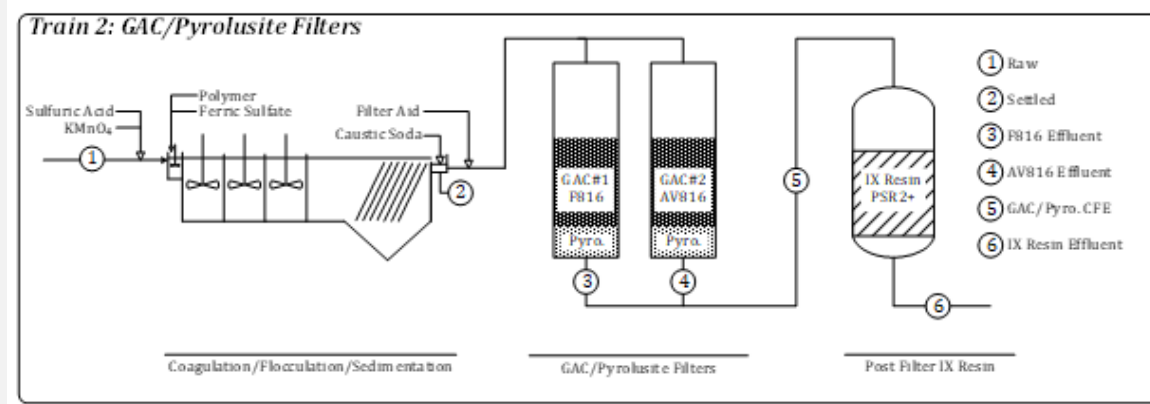 Train 2: GAC/Pyrolusite Filters
Sulfuric Acid
KMnO₄
Polymer
Ferric Sulfate
Filter Aid
Caustic Soda
1
2
GAC#1
F816
Pyro.
3
GAC#2
AV816
Pyro.
4
5
IX Resin
PSR2+
6
1 Raw
2 Settled
3 F816 Effluent
4 AV816 Effluent
5 GAC/Pyro. CFE
6 IX Resin Effluent
Coagulation/Flocculation/Sedimentation
GAC/Pyrolusite Filters
Post Filter IX Resin